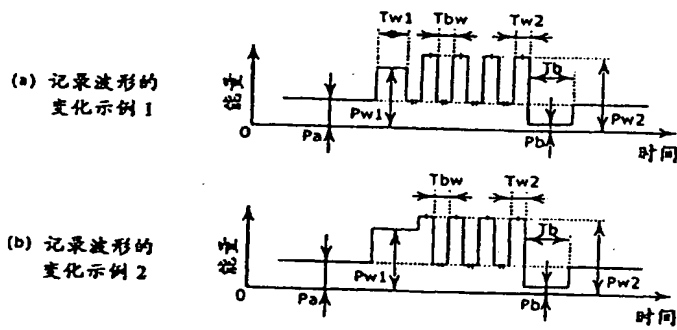 Tw1 Tbw Tw2
(a) 记录波形的
变化示例 1
能量
Tb
Pw1
Pw2
Pa
Pb
O
时间
Tbw Tw2
(b) 记录波形的
变化示例 2
能量
Tb
Pw1
Pw2
Pa
Pb
O
时间